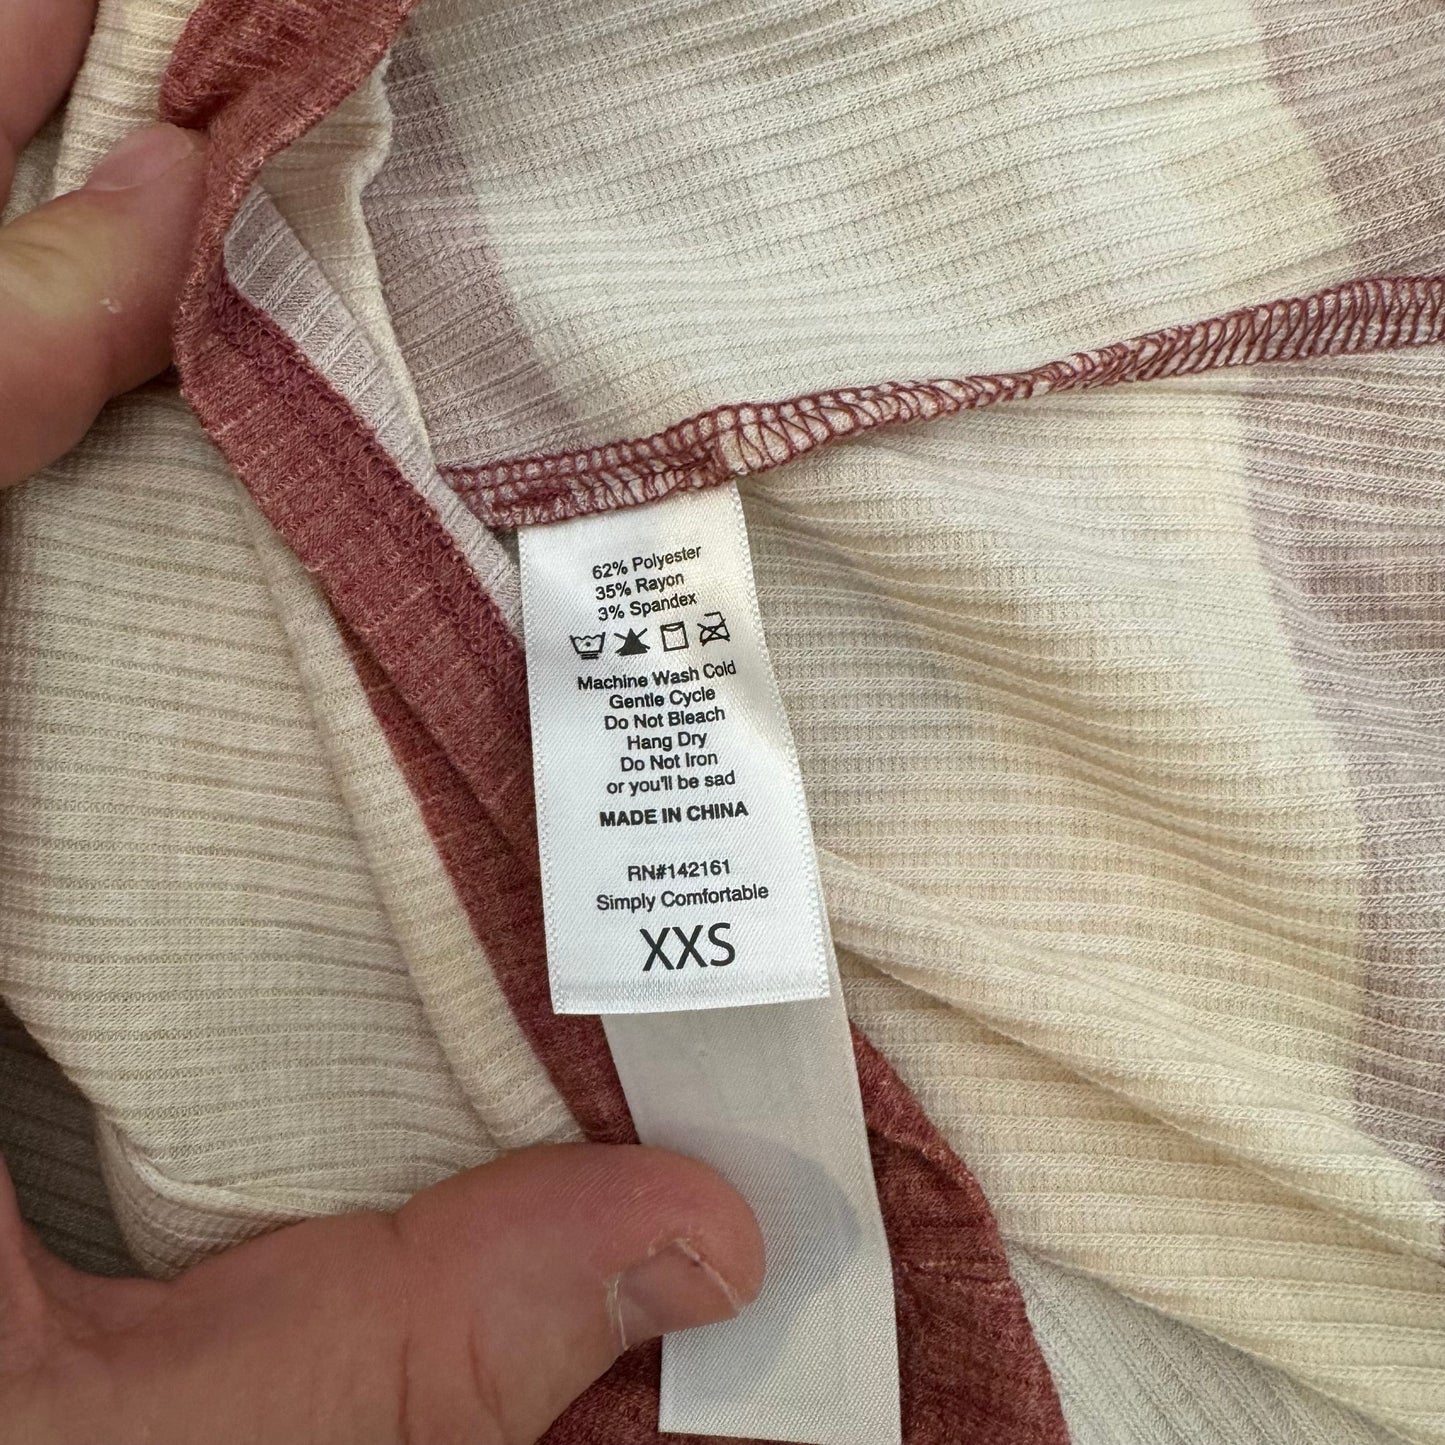 62% Polyester
35% Rayon
3% Spandex
Machine Wash Cold
Gentle Cycle
Do Not Bleach
Hang Dry
Do Not Iron
or you'll be sad
MADE IN CHINA
RN#142161
Simply Comfortable
XXS